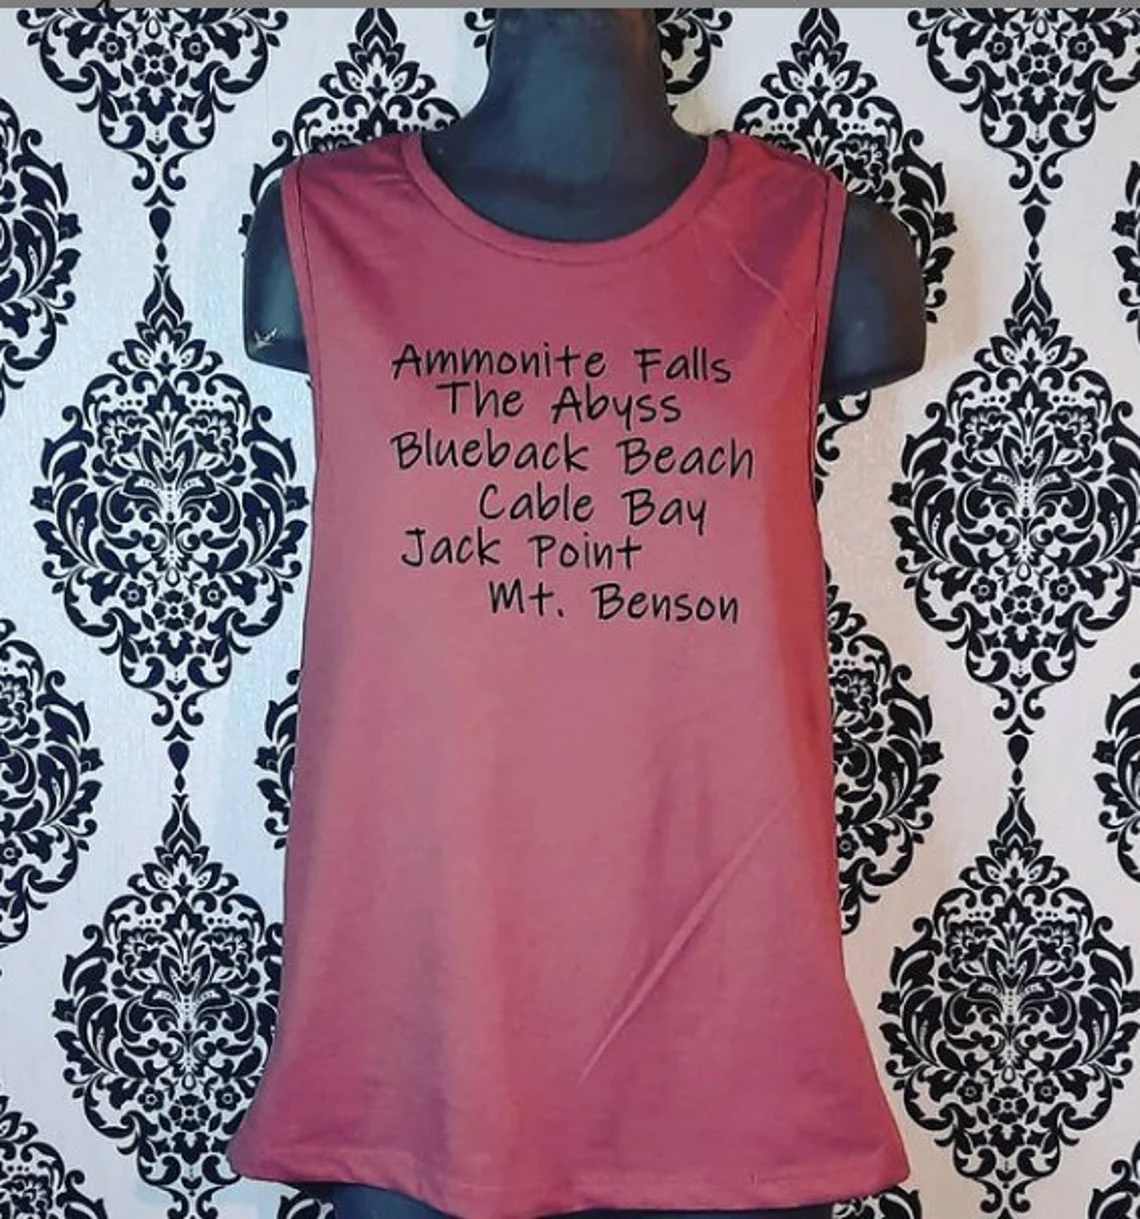 Ammonite Falls
The Abyss
Blueback Beach
Cable Bay
Jack Point
Mt. Benson